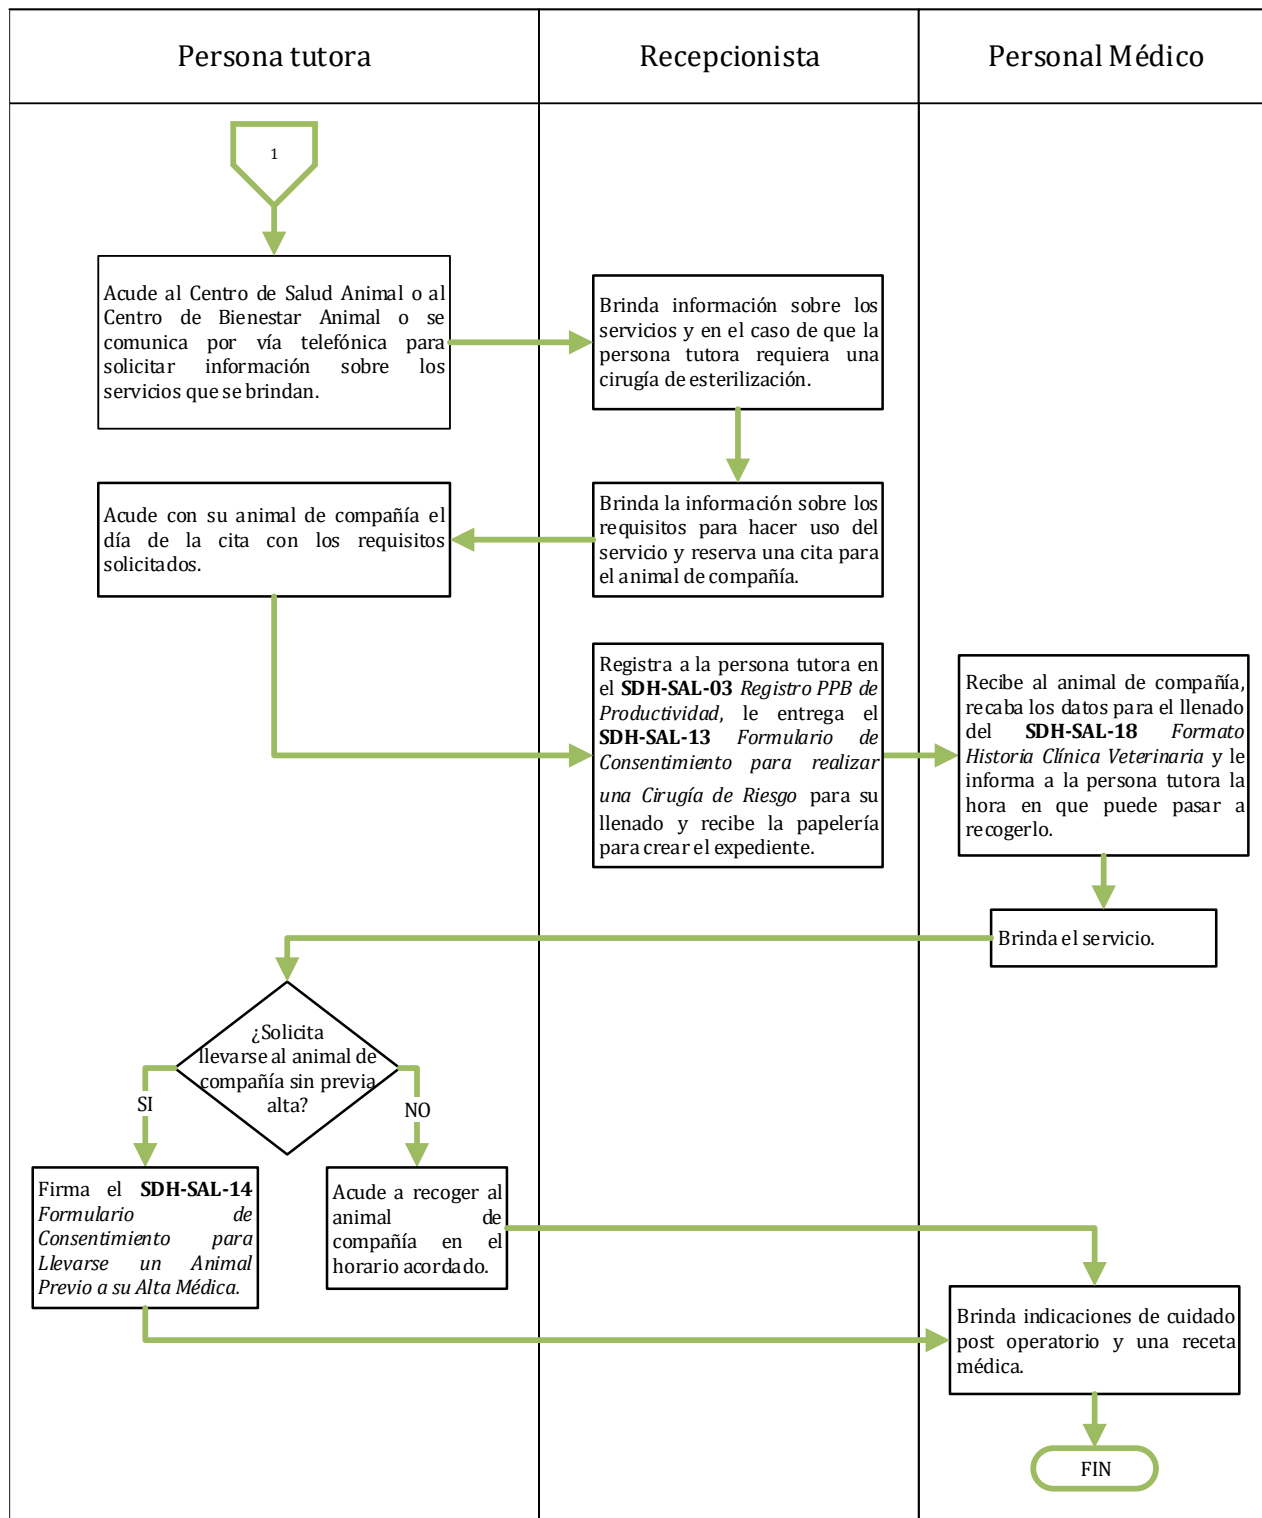 Persona tutora
Recepcionista
Personal Médico
1
Acude al Centro de Salud Animal o al
Centro de Bienestar Animal o se
comunica por vía telefónica para
solicitar información sobre los
servicios que se brindan.
Brinda información sobre los
servicios y en el caso de que la
persona tutora requiera una
cirugía de esterilización.
Brinda la información sobre los
requisitos para hacer uso del
servicio y reserva una cita para
el animal de compañía.
Acude con su animal de compañía el
día de la cita con los requisitos
solicitados.
Registra a la persona tutora en
el SDH-SAL-03 Registro PPB de
Productividad, le entrega el
SDH-SAL-13 Formulario de
Consentimiento para realizar
una Cirugía de Riesgo para su
llenado y recibe la papelería
para crear el expediente.
Recibe al animal de compañía,
recaba los datos para el llenado
del SDH-SAL-18 Formato
Historia Clínica Veterinaria y le
informa a la persona tutora la
hora en que puede pasar a
recogerlo.
Brinda el servicio.
¿Solicita
llevarse al animal de
compañía sin previa
alta?
SI
NO
Firma el SDH-SAL-14
Formulario de
Consentimiento para
Llevarse un Animal
Previo a su Alta Médica.
Acude a recoger al
animal de
compañía en el
horario acordado.
Brinda indicaciones de cuidado
post operatorio y una receta
médica.
FIN